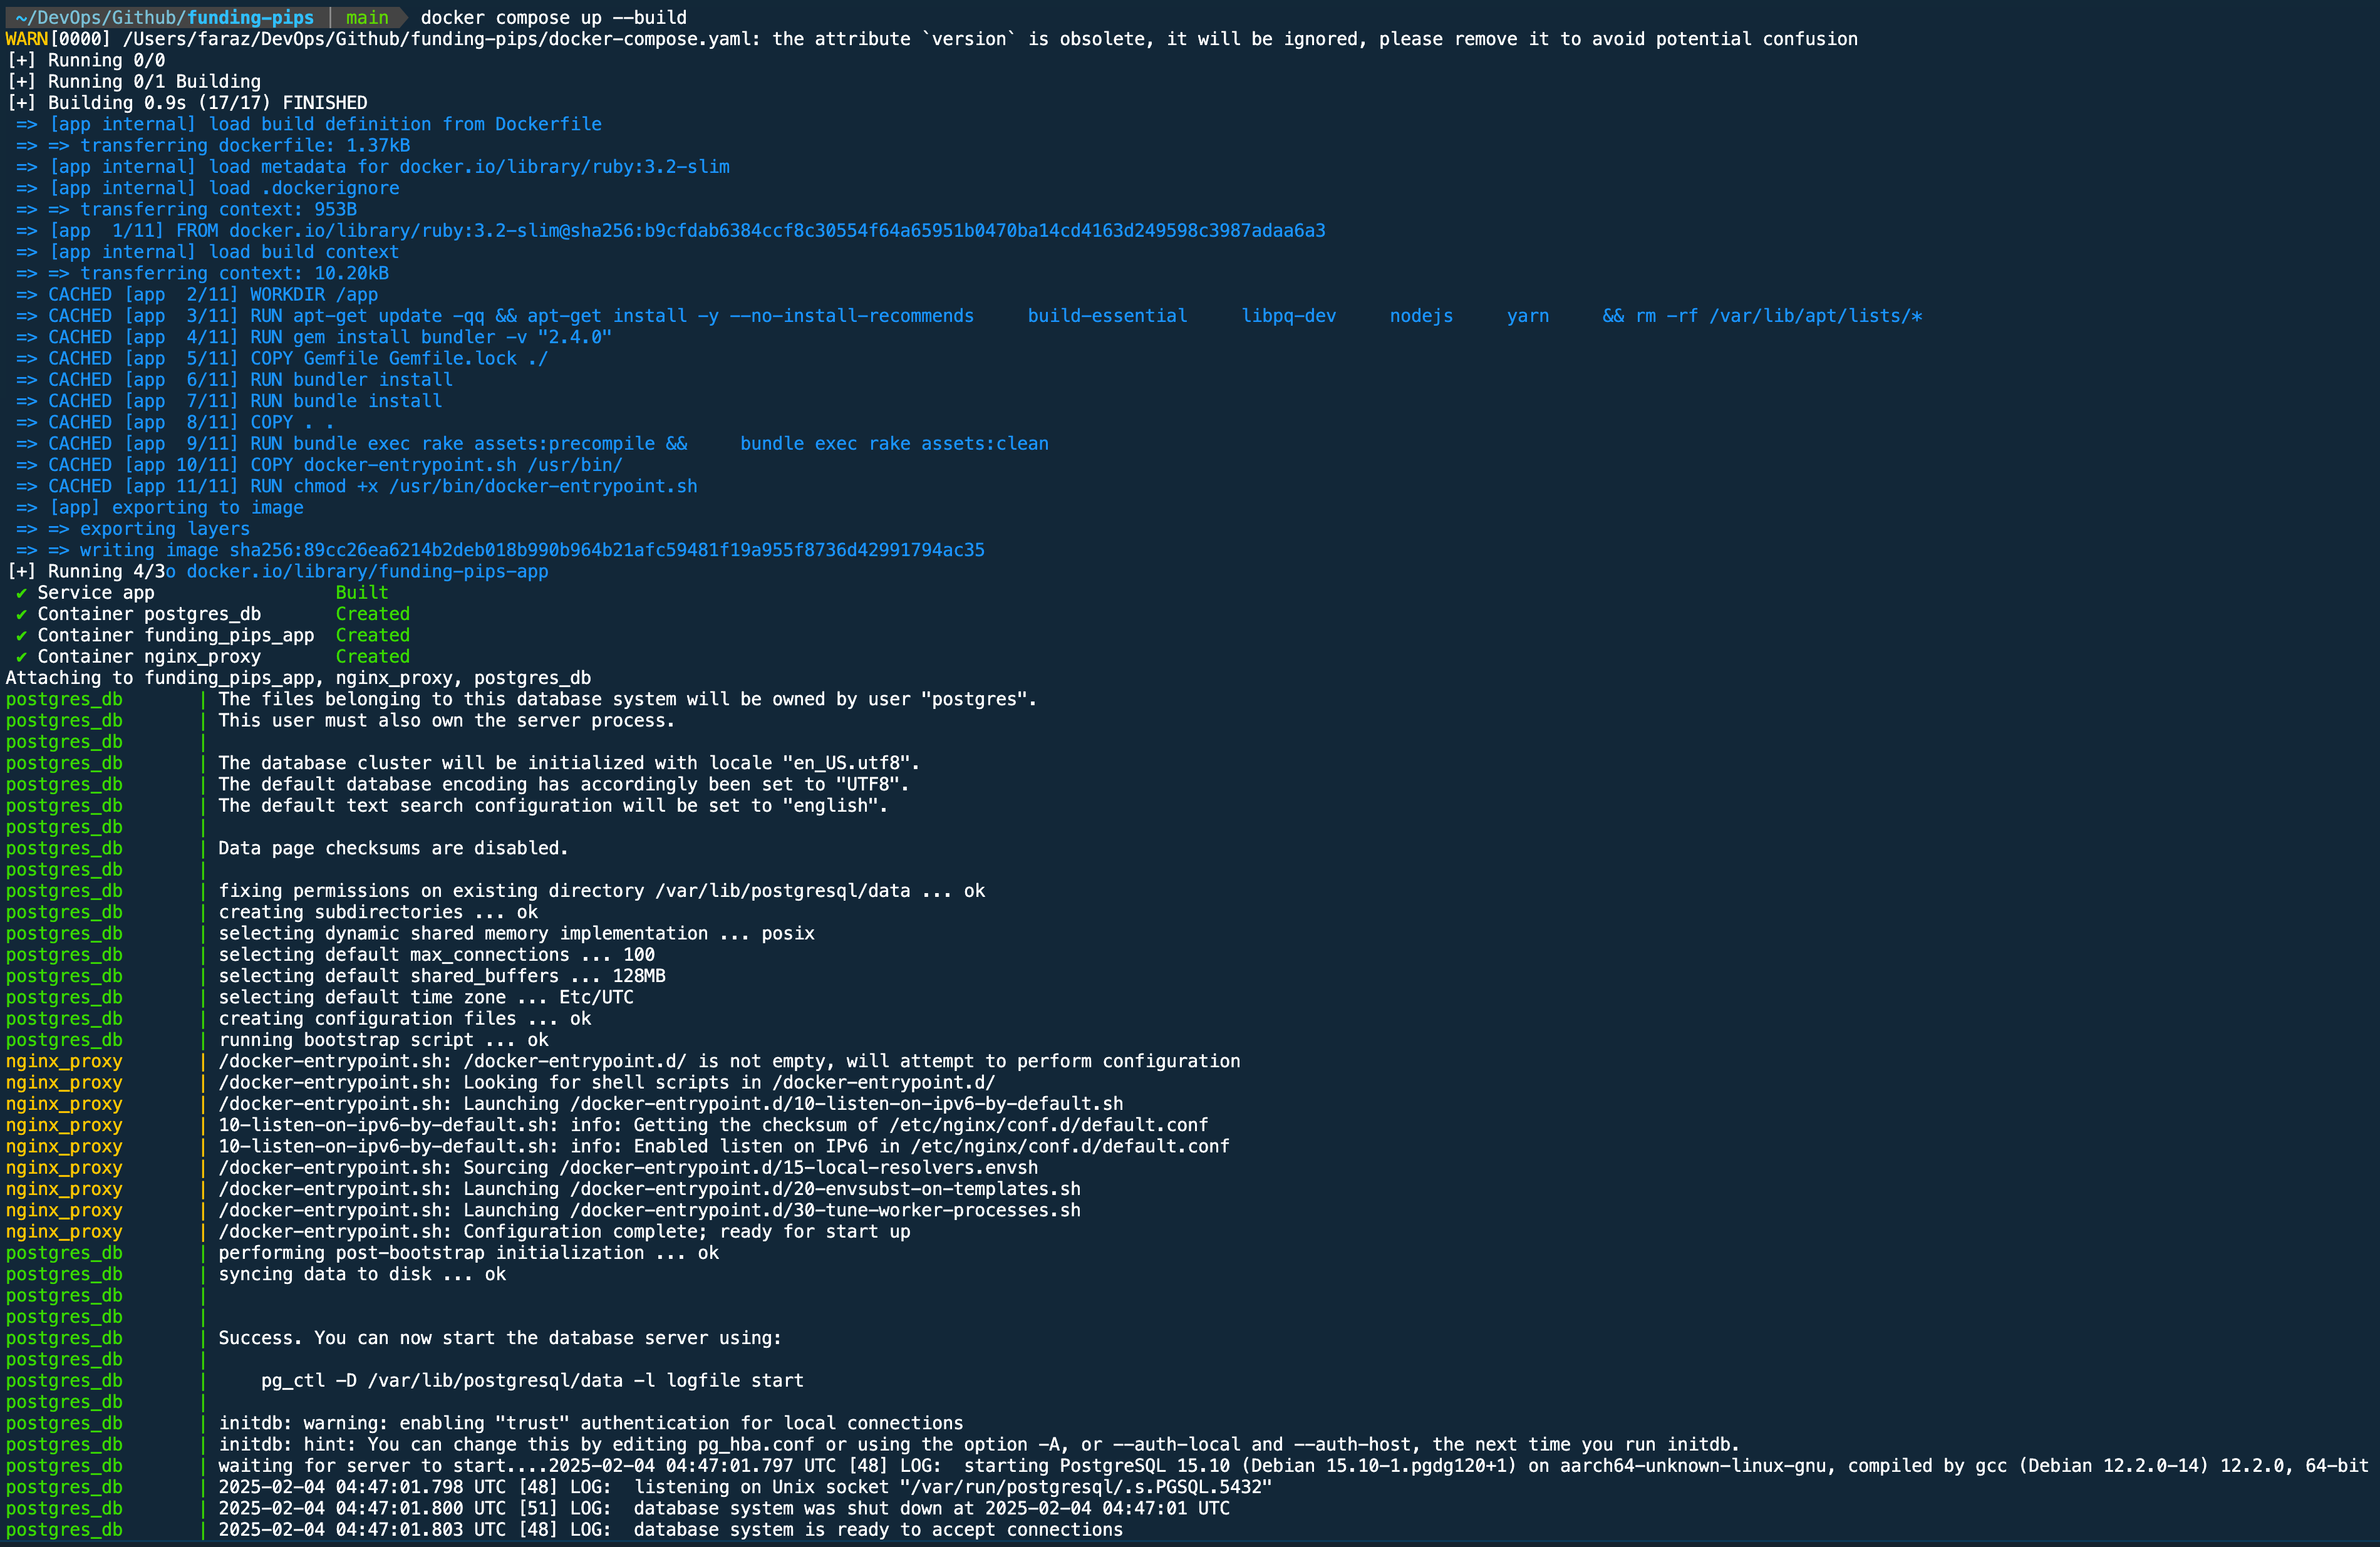 ~/DevOps/Github/funding-pips | main docker compose up --build
WARN[0000] /Users/faraz/DevOps/Github/funding-pips/docker-compose.yaml: the attribute `version` is obsolete, it will be ignored, please remove it to avoid potential confusion
[+] Running 0/0
[+] Running 0/1 Building
[+] Building 0.9s (17/17) FINISHED
=> [app internal] load build definition from Dockerfile
=> => transferring dockerfile: 1.37kB
=> [app internal] load metadata for docker.io/library/ruby:3.2-slim
=> [app internal] load .dockerignore
=> => transferring context: 953B
=> [app  1/11] FROM docker.io/library/ruby:3.2-slim@sha256:b9cfdab6384ccf8c30554f64a65951b0470ba14cd4163d249598c3987adaa6a3
=> [app internal] load build context
=> => transferring context: 10.20kB
=> CACHED [app  2/11] WORKDIR /app
=> CACHED [app  3/11] RUN apt-get update -qq && apt-get install -y --no-install-recommends     build-essential     libpq-dev     nodejs     yarn     && rm -rf /var/lib/apt/lists/*
=> CACHED [app  4/11] RUN gem install bundler -v "2.4.0"
=> CACHED [app  5/11] COPY Gemfile Gemfile.lock ./
=> CACHED [app  6/11] RUN bundler install
=> CACHED [app  7/11] RUN bundle install
=> CACHED [app  8/11] COPY . .
=> CACHED [app  9/11] RUN bundle exec rake assets:precompile &&     bundle exec rake assets:clean
=> CACHED [app 10/11] COPY docker-entrypoint.sh /usr/bin/
=> CACHED [app 11/11] RUN chmod +x /usr/bin/docker-entrypoint.sh
=> [app] exporting to image
=> => exporting layers
=> => writing image sha256:89cc26ea6214b2deb018b990b964b21afc59481f19a955f8736d42991794ac35
[+] Running 4/3o docker.io/library/funding-pips-app
✔ Service app                 Built
✔ Container postgres_db       Created
✔ Container funding_pips_app  Created
✔ Container nginx_proxy       Created
Attaching to funding_pips_app, nginx_proxy, postgres_db
postgres_db       | The files belonging to this database system will be owned by user "postgres".
postgres_db       | This user must also own the server process.
postgres_db       |
postgres_db       | The database cluster will be initialized with locale "en_US.utf8".
postgres_db       | The default database encoding has accordingly been set to "UTF8".
postgres_db       | The default text search configuration will be set to "english".
postgres_db       |
postgres_db       | Data page checksums are disabled.
postgres_db       |
postgres_db       | fixing permissions on existing directory /var/lib/postgresql/data ... ok
postgres_db       | creating subdirectories ... ok
postgres_db       | selecting dynamic shared memory implementation ... posix
postgres_db       | selecting default max_connections ... 100
postgres_db       | selecting default shared_buffers ... 128MB
postgres_db       | selecting default time zone ... Etc/UTC
postgres_db       | creating configuration files ... ok
postgres_db       | running bootstrap script ... ok
nginx_proxy       | /docker-entrypoint.sh: /docker-entrypoint.d/ is not empty, will attempt to perform configuration
nginx_proxy       | /docker-entrypoint.sh: Looking for shell scripts in /docker-entrypoint.d/
nginx_proxy       | /docker-entrypoint.sh: Launching /docker-entrypoint.d/10-listen-on-ipv6-by-default.sh
nginx_proxy       | 10-listen-on-ipv6-by-default.sh: info: Getting the checksum of /etc/nginx/conf.d/default.conf
nginx_proxy       | 10-listen-on-ipv6-by-default.sh: info: Enabled listen on IPv6 in /etc/nginx/conf.d/default.conf
nginx_proxy       | /docker-entrypoint.sh: Sourcing /docker-entrypoint.d/15-local-resolvers.envsh
nginx_proxy       | /docker-entrypoint.sh: Launching /docker-entrypoint.d/20-envsubst-on-templates.sh
nginx_proxy       | /docker-entrypoint.sh: Launching /docker-entrypoint.d/30-tune-worker-processes.sh
nginx_proxy       | /docker-entrypoint.sh: Configuration complete; ready for start up
postgres_db       | performing post-bootstrap initialization ... ok
postgres_db       | syncing data to disk ... ok
postgres_db       |
postgres_db       |
postgres_db       | Success. You can now start the database server using:
postgres_db       |
postgres_db       |     pg_ctl -D /var/lib/postgresql/data -l logfile start
postgres_db       |
postgres_db       | initdb: warning: enabling "trust" authentication for local connections
postgres_db       | initdb: hint: You can change this by editing pg_hba.conf or using the option -A, or --auth-local and --auth-host, the next time you run initdb.
postgres_db       | waiting for server to start....2025-02-04 04:47:01.797 UTC [48] LOG:  starting PostgreSQL 15.10 (Debian 15.10-1.pgdg120+1) on aarch64-unknown-linux-gnu, compiled by gcc (Debian 12.2.0-14) 12.2.0, 64-bit
postgres_db       | 2025-02-04 04:47:01.798 UTC [48] LOG:  listening on Unix socket "/var/run/postgresql/.s.PGSQL.5432"
postgres_db       | 2025-02-04 04:47:01.800 UTC [51] LOG:  database system was shut down at 2025-02-04 04:47:01 UTC
postgres_db       | 2025-02-04 04:47:01.803 UTC [48] LOG:  database system is ready to accept connections